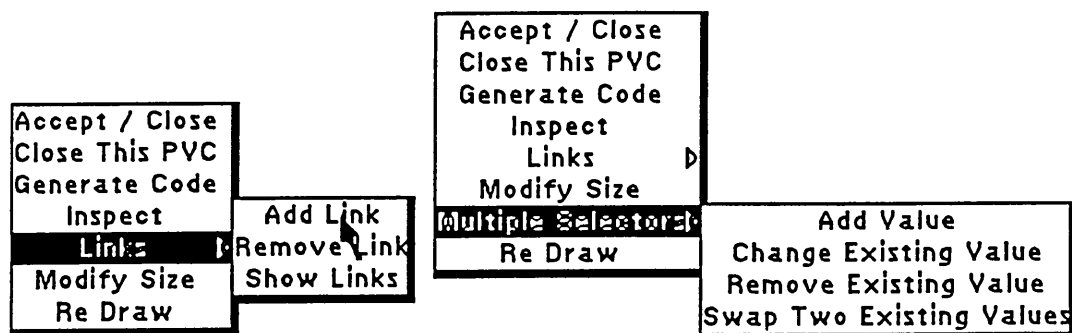 Accept / Close
Close This PVC
Generate Code
Inspect
Links
Modify Size
Re Draw
Add Link
Remove Link
Show Links
Accept / Close
Close This PVC
Generate Code
Inspect
Links
Modify Size
Multiple Selectors
Re Draw
Add Value
Change Existing Value
Remove Existing Value
Swap Two Existing Values